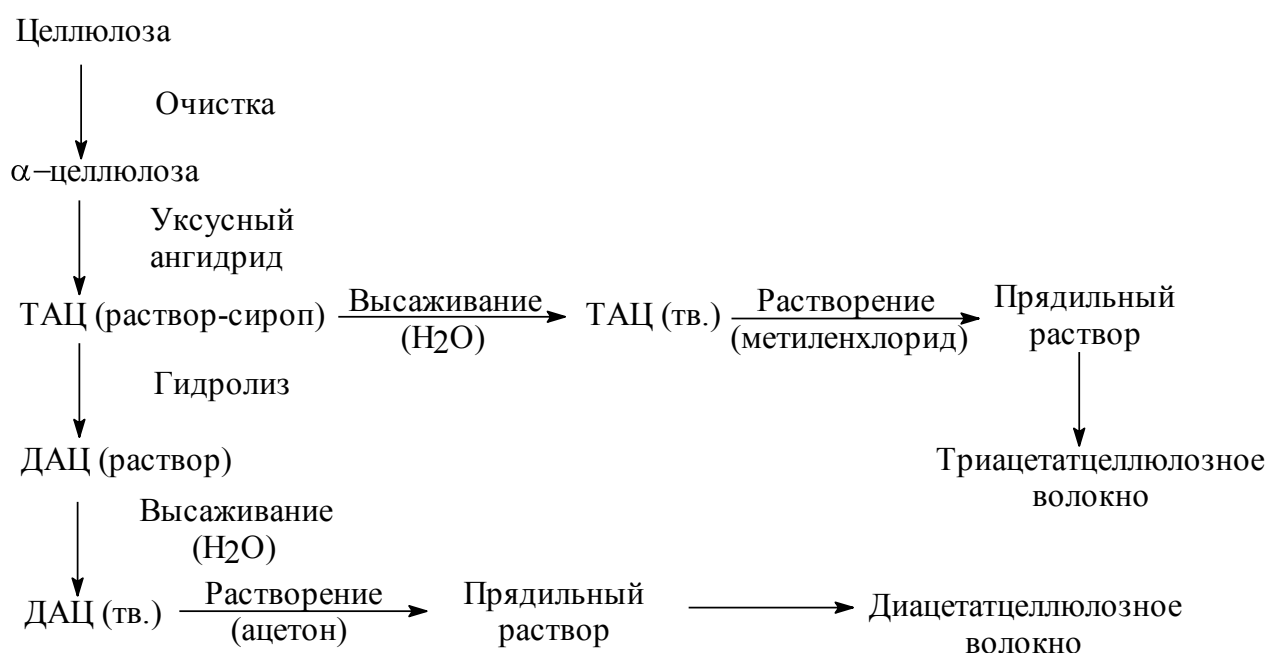 Целлюлоза
Очистка
α–целлюлоза
Уксусный
ангидрид
ТАЦ (раствор-сироп)
Высаживание
(H2O)
ТАЦ (тв.)
Растворение
(метиленхлорид)
Прядильный
раствор
Гидролиз
ДАЦ (раствор)
Триацетатцеллюлозное
волокно
Высаживание
(H2O)
ДАЦ (тв.)
Растворение
(ацетон)
Прядильный
раствор
Диацетатцеллюлозное
волокно